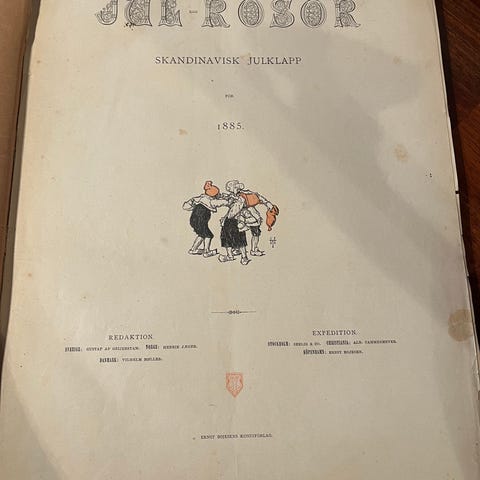 JUL-ROSOR
SKANDINAVISK JULKLAPP
FÖR
1885.
REDAKTION.
SVERIGE: GUSTAF AF GEIJERSTAM. NORGE: HENRIK JÆGER.
DANMARK: VILHELM MØLLER.
EXPEDITION.
STOCKHOLM: SEELIG & CO. CHRISTIANIA: ALB. CAMMERMEYER.
KÖPENHAMN: ERNST BOJESEN.
ERNST BOJESENS KUNSTFORLAG.